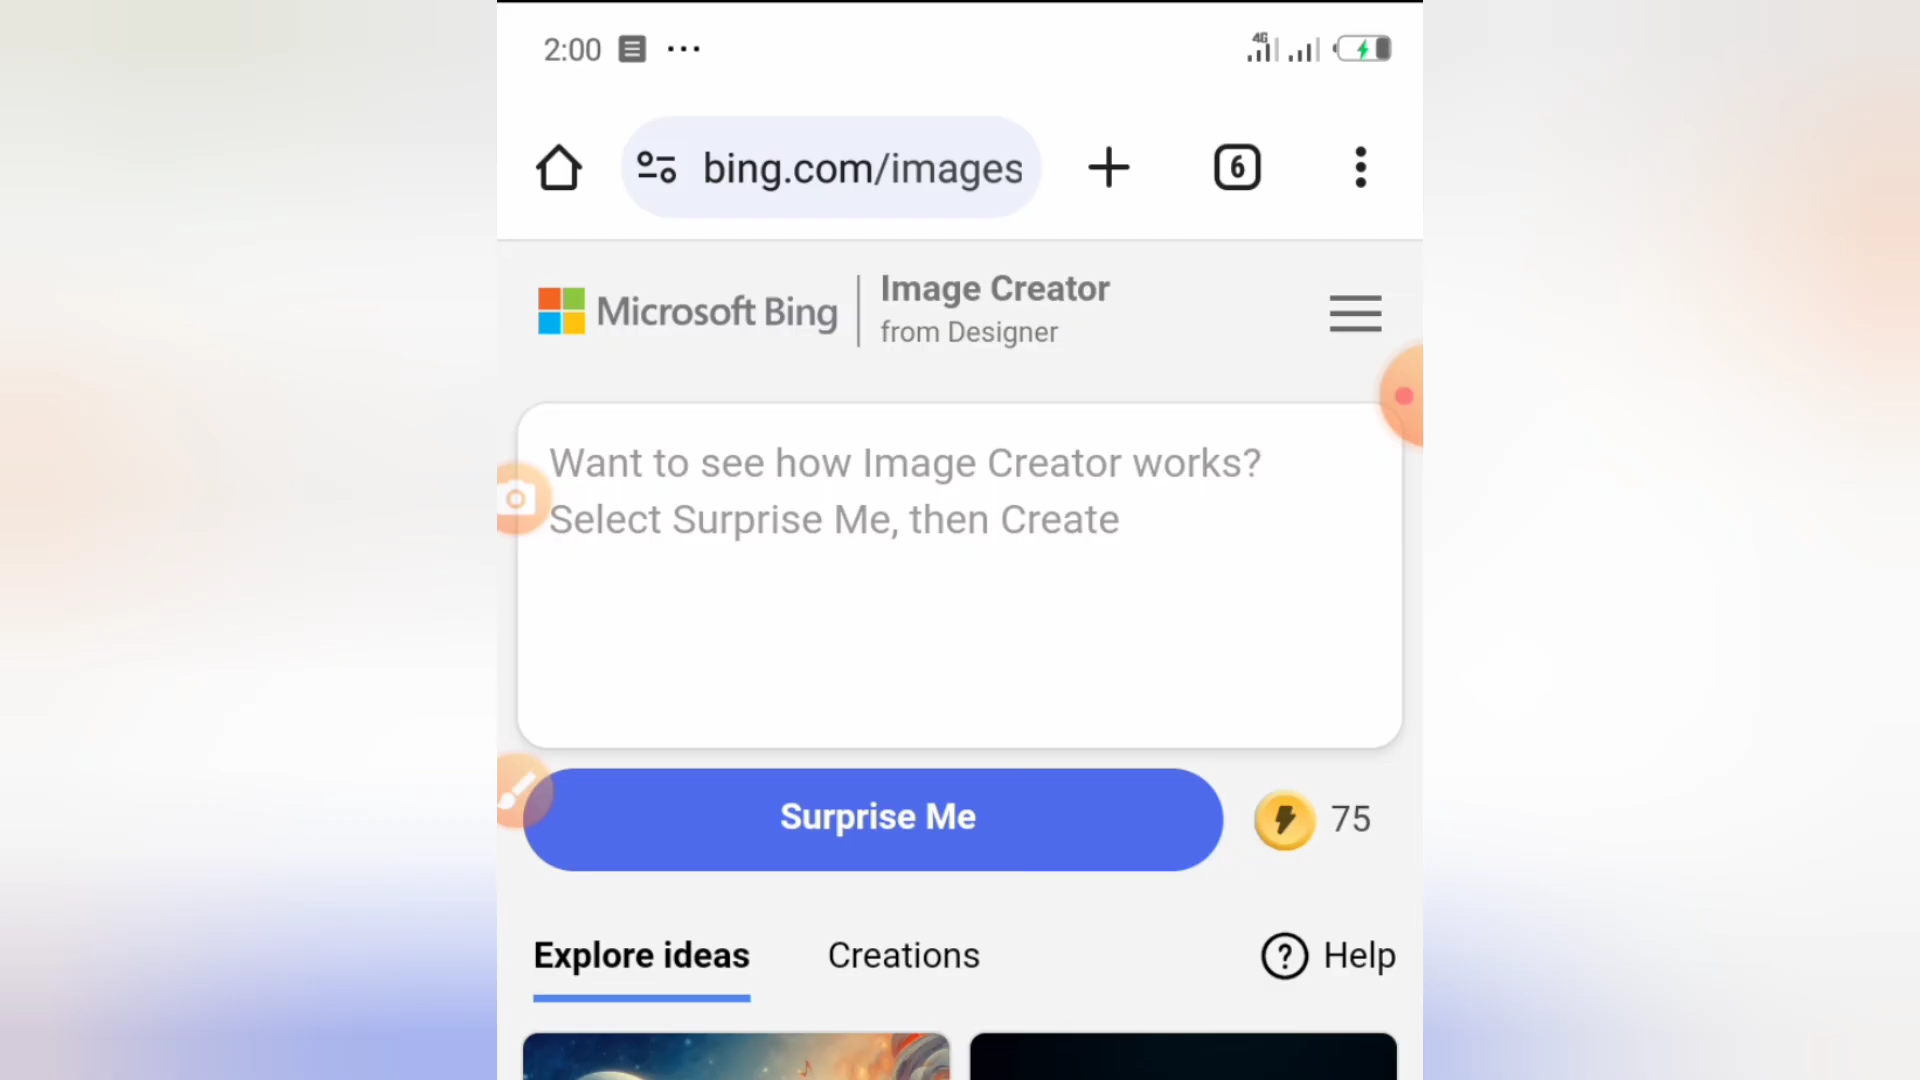 2:00
4G
bing.com/images
6
Microsoft Bing
Image Creator
from Designer
Want to see how Image Creator works?
Select Surprise Me, then Create
Surprise Me
75
Explore ideas
Creations
? Help